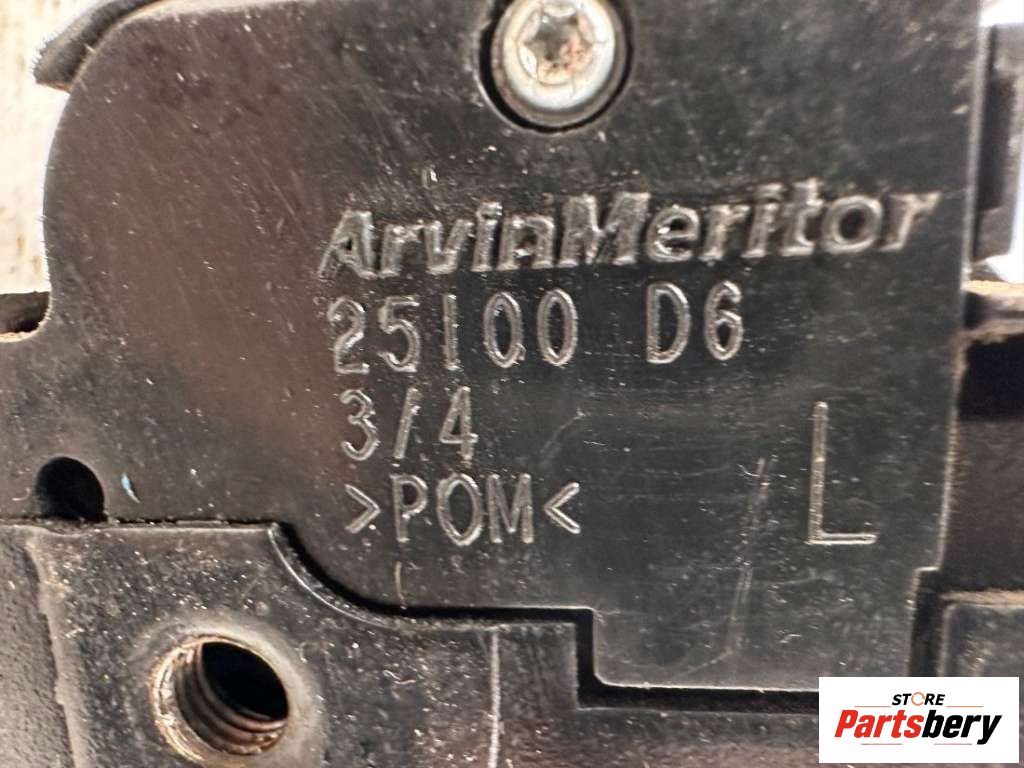 ArvinMeritor
25100 D6
3/4
>POM<
L
STORE
Partsbery